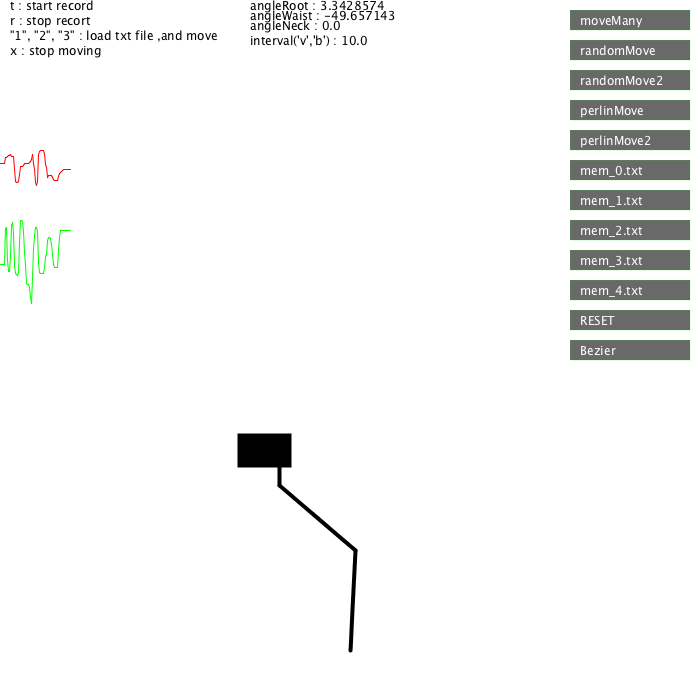 t : start record
r : stop recort
"1", "2", "3" : load txt file ,and move
x : stop moving
angleRoot : 3.3428574
angleWaist : -49.657143
angleNeck : 0.0
interval('v','b') : 10.0
moveMany
randomMove
randomMove2
perlinMove
perlinMove2
mem_0.txt
mem_1.txt
mem_2.txt
mem_3.txt
mem_4.txt
RESET
Bezier